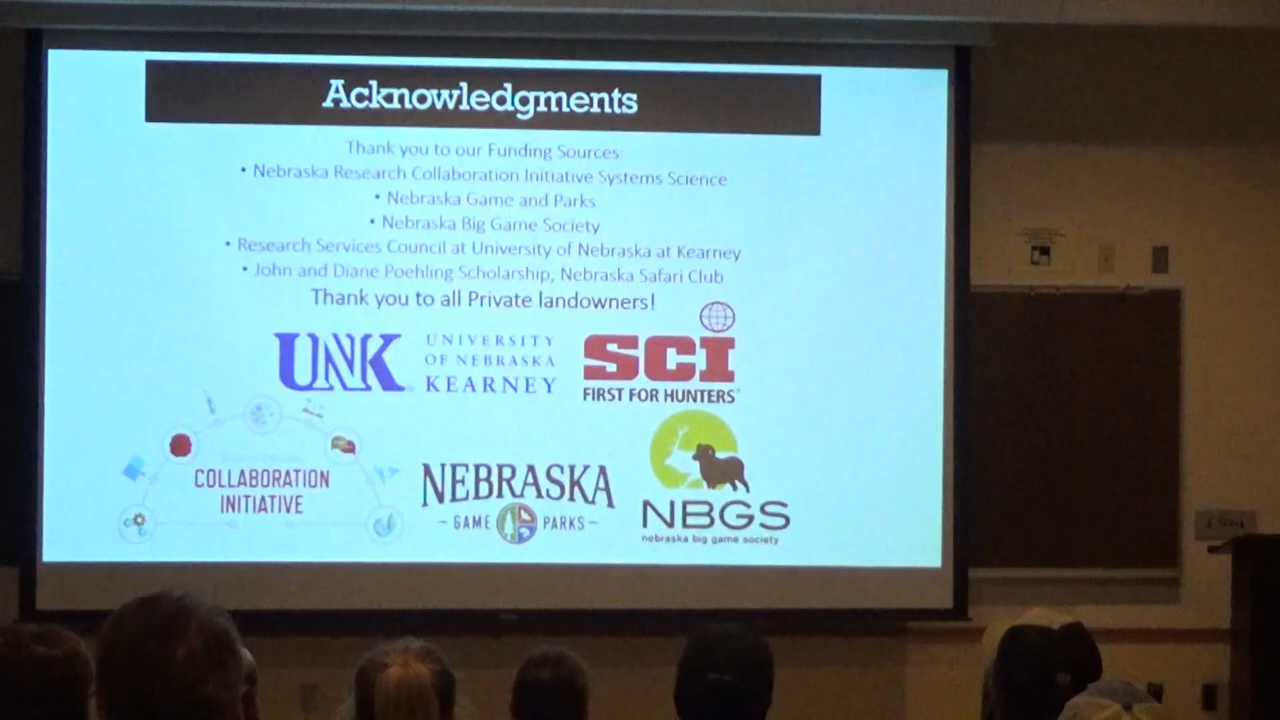 Acknowledgments
Thank you to our Funding Sources:
• Nebraska Research Collaboration Initiative Systems Science
• Nebraska Game and Parks
• Nebraska Big Game Society
• Research Services Council at University of Nebraska at Kearney
• John and Diane Poehling Scholarship, Nebraska Safari Club
Thank you to all Private landowners!
UNK
UNIVERSITY
OF NEBRASKA
KEARNEY
SCI
FIRST FOR HUNTERS
COLLABORATION
INITIATIVE
NEBRASKA
– GAME PARKS –
NBGS
nebraska big game society